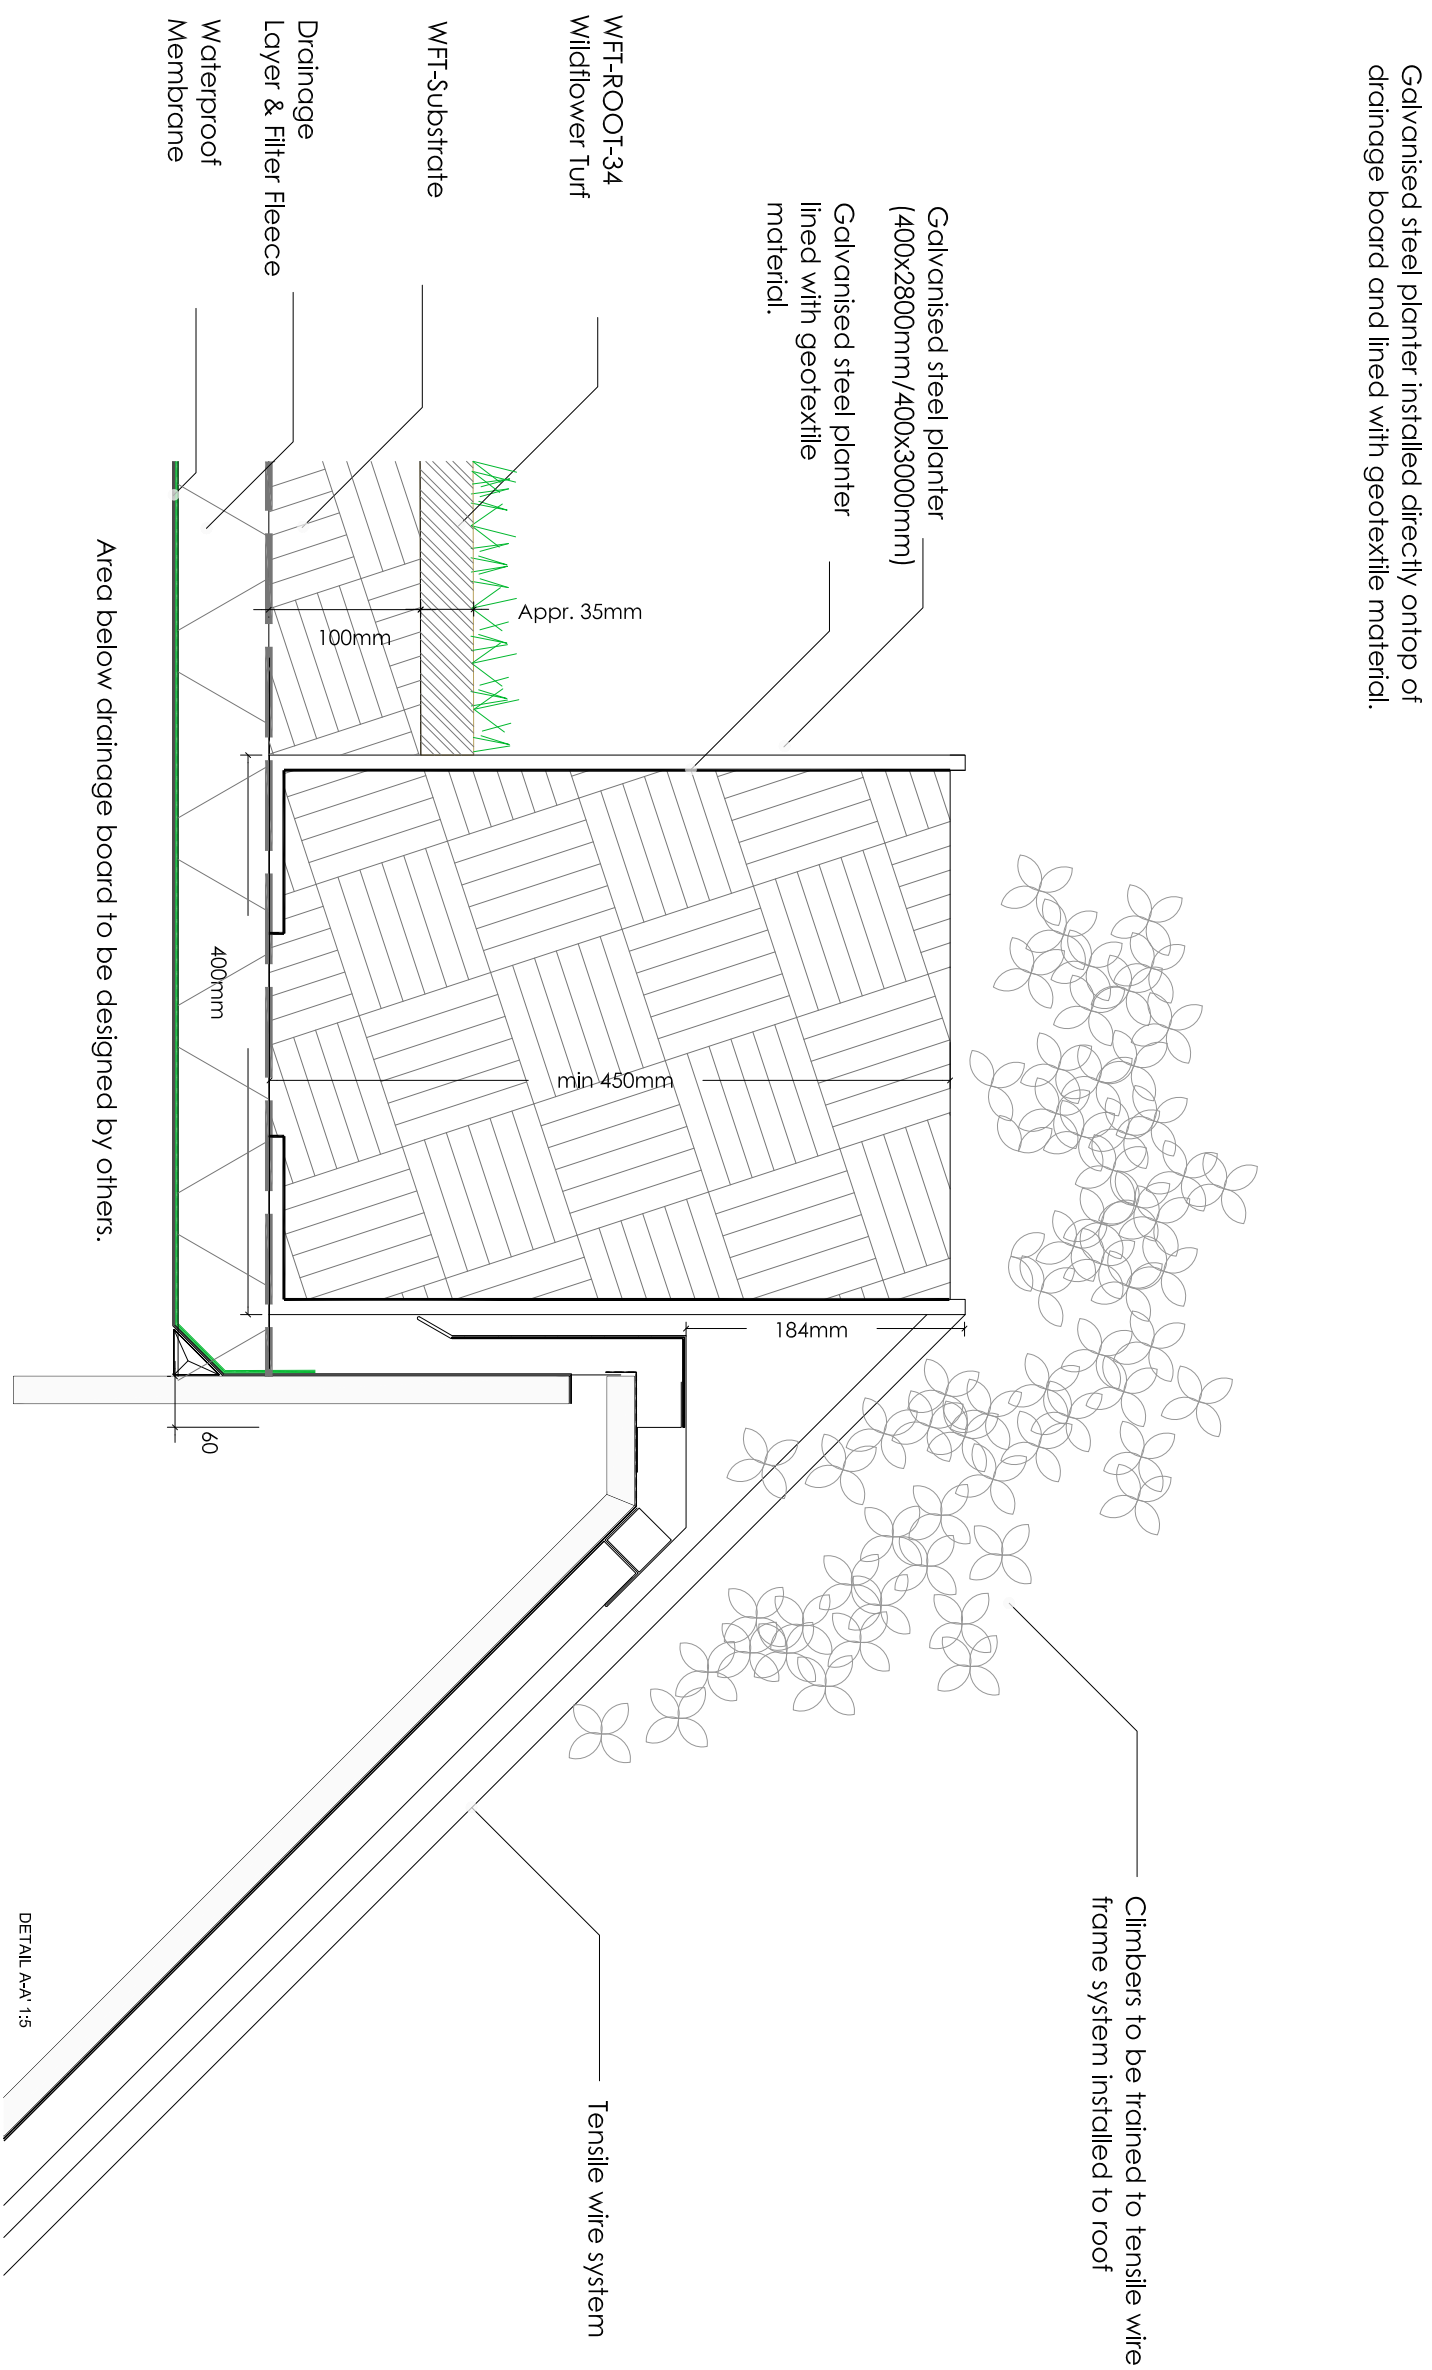 Galvanised steel planter installed directly ontop of
drainage board and lined with geotextile material.
Climbers to be trained to tensile wire
frame system installed to roof
Galvanised steel planter
(400x2800mm/400x3000mm)
Galvanised steel planter
lined with geotextile
material.
184mm
min 450mm
WFT-ROOT-34
Wildflower Turf
Appr. 35mm
Tensile wire system
WFT-Substrate
100mm
Drainage
Layer & Filter Fleece
400mm
60
Waterproof
Membrane
Area below drainage board to be designed by others.
DETAIL A-A' 1:5